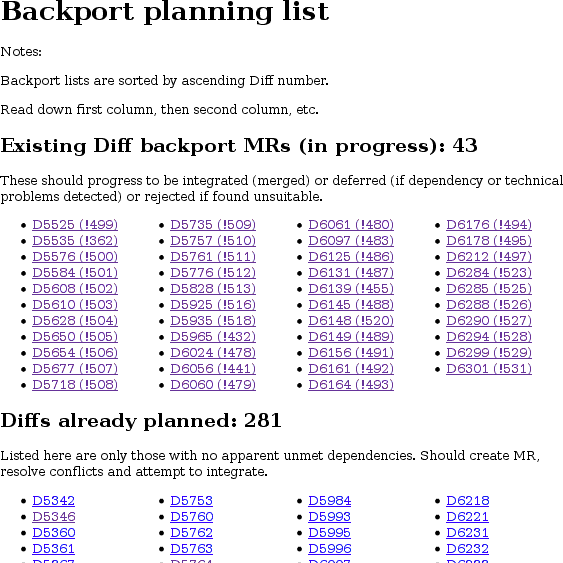 Backport planning list
Notes:
Backport lists are sorted by ascending Diff number.
Read down first column, then second column, etc.
Existing Diff backport MRs (in progress): 43
These should progress to be integrated (merged) or deferred (if dependency or technical
problems detected) or rejected if found unsuitable.
D5525 (!499)
D5535 (!362)
D5576 (!500)
D5584 (!501)
D5608 (!502)
D5610 (!503)
D5628 (!504)
D5650 (!505)
D5654 (!506)
D5677 (!507)
D5718 (!508)
D5735 (!509)
D5757 (!510)
D5761 (!511)
D5776 (!512)
D5828 (!513)
D5925 (!516)
D5935 (!518)
D5965 (!432)
D6024 (!478)
D6056 (!441)
D6060 (!479)
D6061 (!480)
D6097 (!483)
D6125 (!486)
D6131 (!487)
D6139 (!455)
D6145 (!488)
D6148 (!520)
D6149 (!489)
D6156 (!491)
D6161 (!492)
D6164 (!493)
D6176 (!494)
D6178 (!495)
D6212 (!497)
D6284 (!523)
D6285 (!525)
D6288 (!526)
D6290 (!527)
D6294 (!528)
D6299 (!529)
D6301 (!531)
Diffs already planned: 281
Listed here are only those with no apparent unmet dependencies. Should create MR,
resolve conflicts and attempt to integrate.
D5342
D5346
D5360
D5361
D5753
D5760
D5762
D5763
D5984
D5993
D5995
D5996
D6218
D6221
D6231
D6232